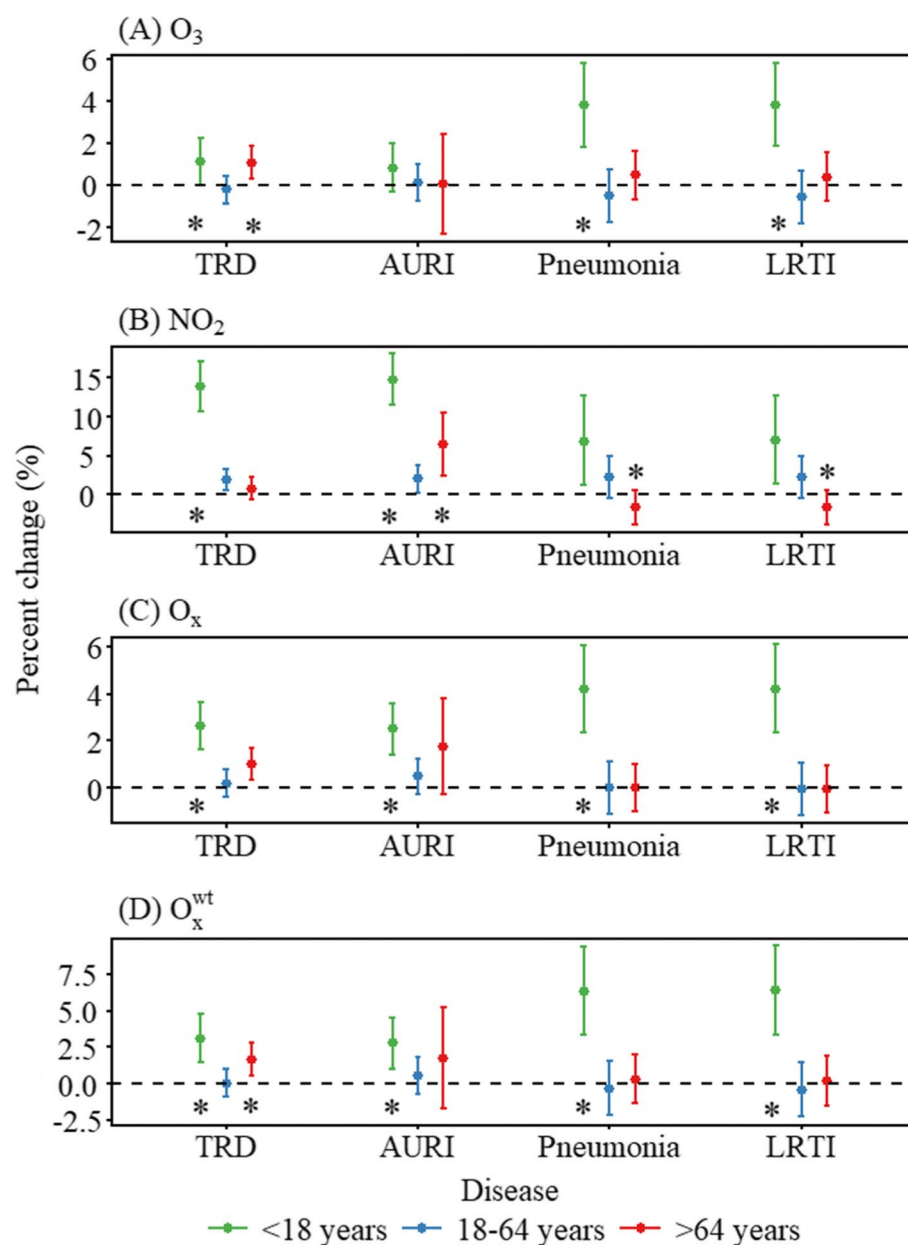 (A) O₃
6
4
2
0
-2
* * * *
TRD AURI Pneumonia LRTI
(B) NO₂
15
10
5
0
* * * * *
TRD AURI Pneumonia LRTI
Percent change (%)
(C) Oₓ
6
4
2
0
* * * *
TRD AURI Pneumonia LRTI
(D) Oₓʷᵗ
7.5
5.0
2.5
0.0
-2.5
* * * * *
TRD AURI Pneumonia LRTI
Disease
<18 years 18-64 years >64 years